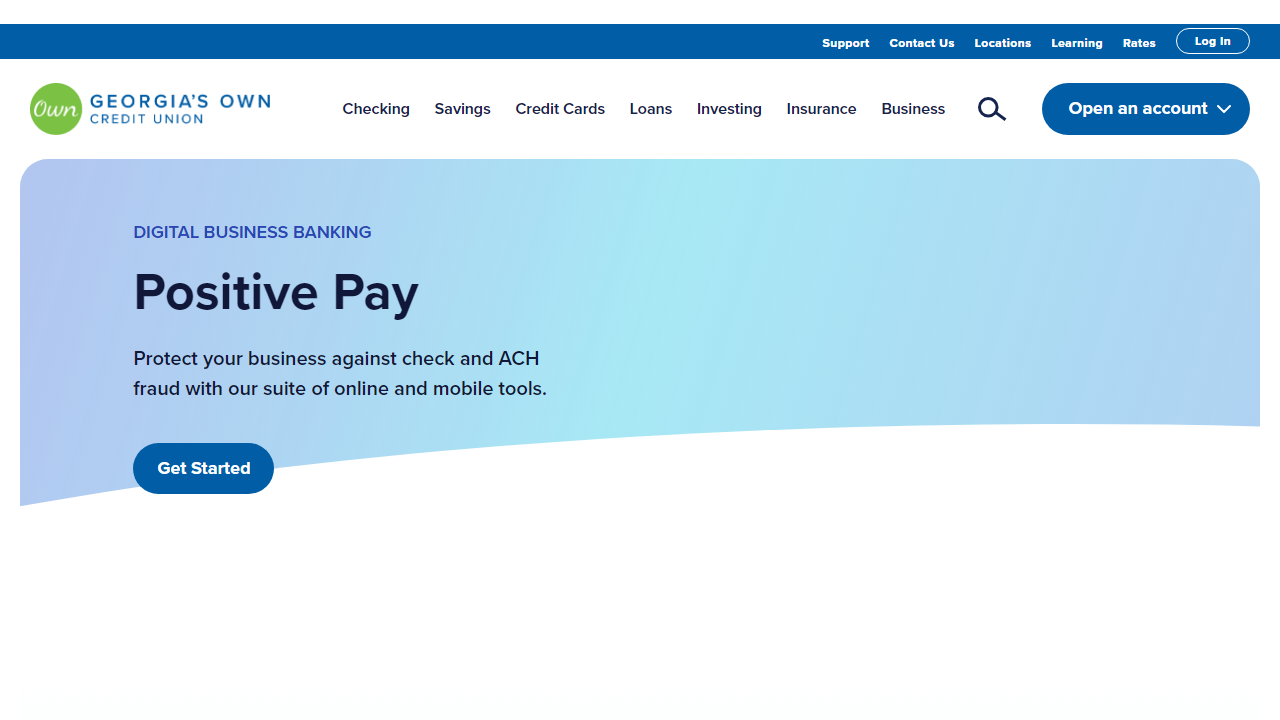 Support Contact Us Locations Learning Rates Log In
Own GEORGIA'S OWN
CREDIT UNION
Checking Savings Credit Cards Loans Investing Insurance Business Open an account
DIGITAL BUSINESS BANKING
Positive Pay
Protect your business against check and ACH
fraud with our suite of online and mobile tools.
Get Started